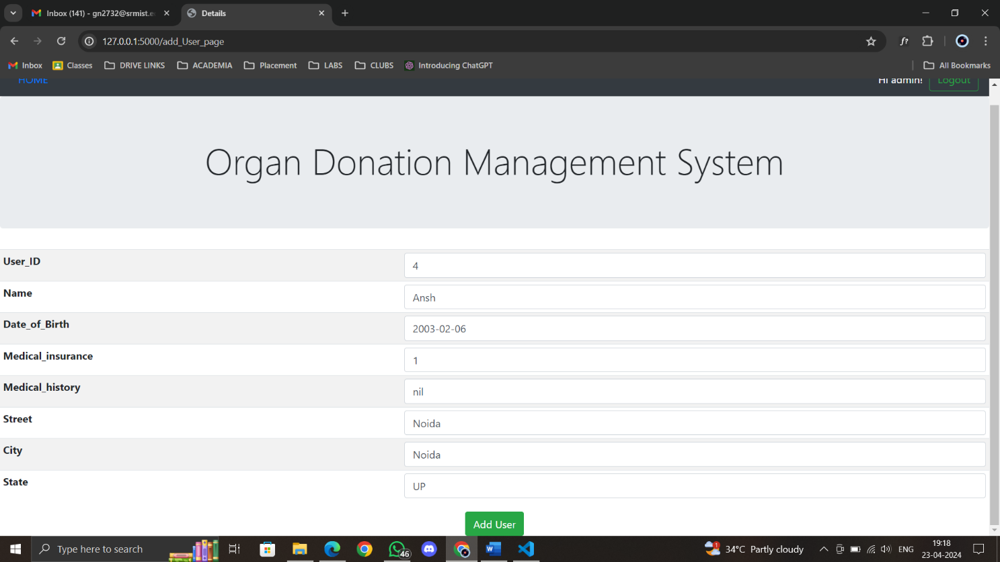 Inbox (141) - gn2732@srmist.e
Details
127.0.0.1:5000/add_User_page
Inbox
Classes
DRIVE LINKS
ACADEMIA
Placement
LABS
CLUBS
Introducing ChatGPT
All Bookmarks
HOME
Hi admin!
Logout
Organ Donation Management System
User_ID
4
Name
Ansh
Date_of_Birth
2003-02-06
Medical_insurance
1
Medical_history
nil
Street
Noida
City
Noida
State
UP
Add User
Type here to search
46
1
34°C Partly cloudy
ENG
19:18
23-04-2024